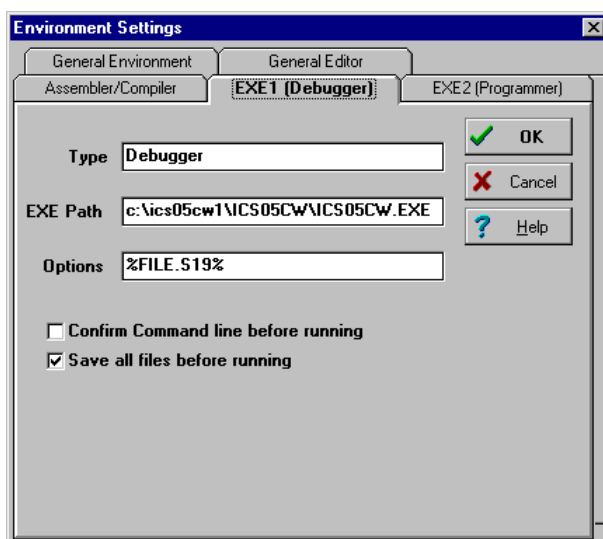 Environment Settings
General Environment
General Editor
Assembler/Compiler
EXE1 (Debugger)
EXE2 (Programmer)
Type
Debugger
OK
EXE Path
c:\ics05cw1\ICS05CW\ICS05CW.EXE
Cancel
Options
%FILE.S19%
Help
Confirm Command line before running
Save all files before running